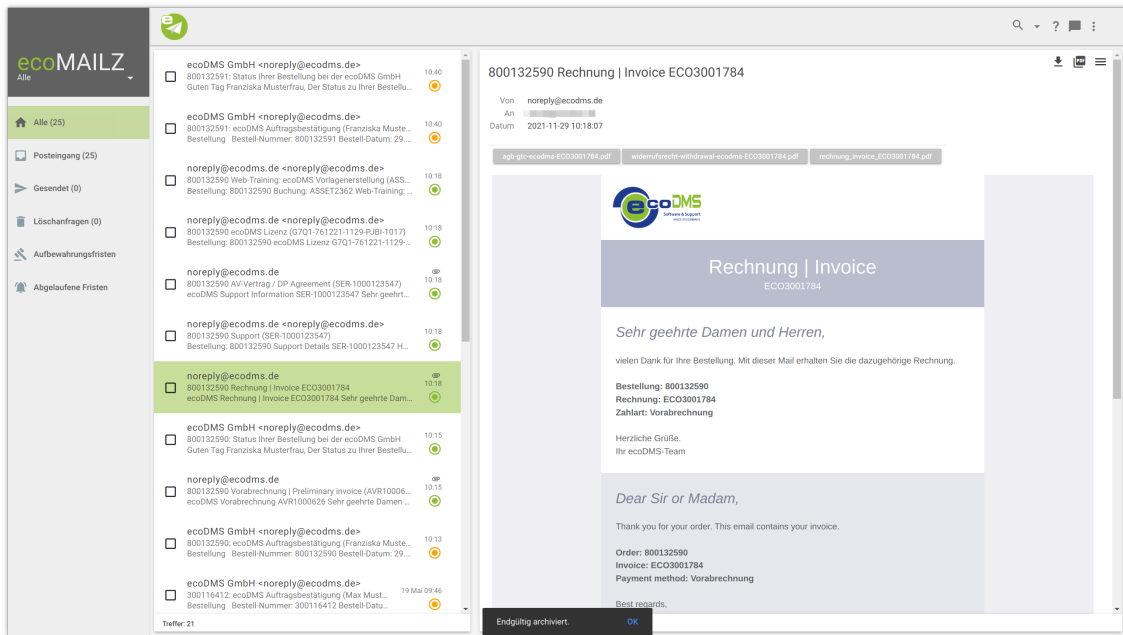 ecoMAILZ
Alle
Alle (25)
Posteingang (25)
Gesendet (0)
Löschanfragen (0)
Aufbewahrungsfristen
Abgelaufene Fristen
e
?
ecoDMS GmbH <noreply@ecodms.de>
800132591: Status Ihrer Bestellung bei der ecoDMS GmbH 10:40
Guten Tag Franziska Musterfrau, Der Status zu Ihrer Bestellu...
ecoDMS GmbH <noreply@ecodms.de>
800132591: ecoDMS Auftragsbestätigung (Franziska Muste... 10:40
Bestellung Bestell-Nummer: 800132591 Bestell-Datum: 29....
noreply@ecodms.de <noreply@ecodms.de>
800132590 Web-Training: ecoDMS Vorlagenerstellung (ASS... 10:18
Bestellung: 800132590 Buchung: ASSET2362 Web-Training: ...
noreply@ecodms.de <noreply@ecodms.de>
800132590 ecoDMS Lizenz (G7Q1-761221-1129-PJBI-1017) 10:18
Bestellung: 800132590 ecoDMS Lizenz G7Q1-761221-1129-...
noreply@ecodms.de
800132590 AV-Vertrag / DP Agreement (SER-1000123547) 10:18
ecoDMS Support Information SER-1000123547 Sehr geehrt...
noreply@ecodms.de <noreply@ecodms.de>
800132590 Support (SER-1000123547) 10:18
Bestellung: 800132590 Support Details SER-1000123547 H...
noreply@ecodms.de
800132590 Rechnung | Invoice ECO3001784 10:18
ecoDMS Rechnung | Invoice ECO3001784 Sehr geehrte Dam...
ecoDMS GmbH <noreply@ecodms.de>
800132590: Status Ihrer Bestellung bei der ecoDMS GmbH 10:15
Guten Tag Franziska Musterfrau, Der Status zu Ihrer Bestellu...
noreply@ecodms.de
800132590 Vorabrechnung | Preliminary invoice (AVR10006... 10:15
ecoDMS Vorabrechnung AVR1000626 Sehr geehrte Damen ...
ecoDMS GmbH <noreply@ecodms.de>
800132590: ecoDMS Auftragsbestätigung (Franziska Muste... 10:13
Bestellung Bestell-Nummer: 800132590 Bestell-Datum: 29....
ecoDMS GmbH <noreply@ecodms.de>
300116412: ecoDMS Auftragsbestätigung (Max Must... 19 Mai 09:46
Bestellung Bestell-Nummer: 300116412 Bestell-Datu...
Treffer: 21
800132590 Rechnung | Invoice ECO3001784
PDF
Von noreply@ecodms.de
An
Datum 2021-11-29 10:18:07
agb-gtc-ecodms-ECO3001784.pdf
widerrufsrecht-withdrawal-ecodms-ECO3001784.pdf
rechnung_invoice_ECO3001784.pdf
ecoDMS
Software & Support
Rechnung | Invoice
ECO3001784
Sehr geehrte Damen und Herren,
vielen Dank für Ihre Bestellung. Mit dieser Mail erhalten Sie die dazugehörige Rechnung.
Bestellung: 800132590
Rechnung: ECO3001784
Zahlart: Vorabrechnung
Herzliche Grüße.
Ihr ecoDMS-Team
Dear Sir or Madam,
Thank you for your order. This email contains your invoice.
Order: 800132590
Invoice: ECO3001784
Payment method: Vorabrechnung
Best regards,
Endgültig archiviert. OK